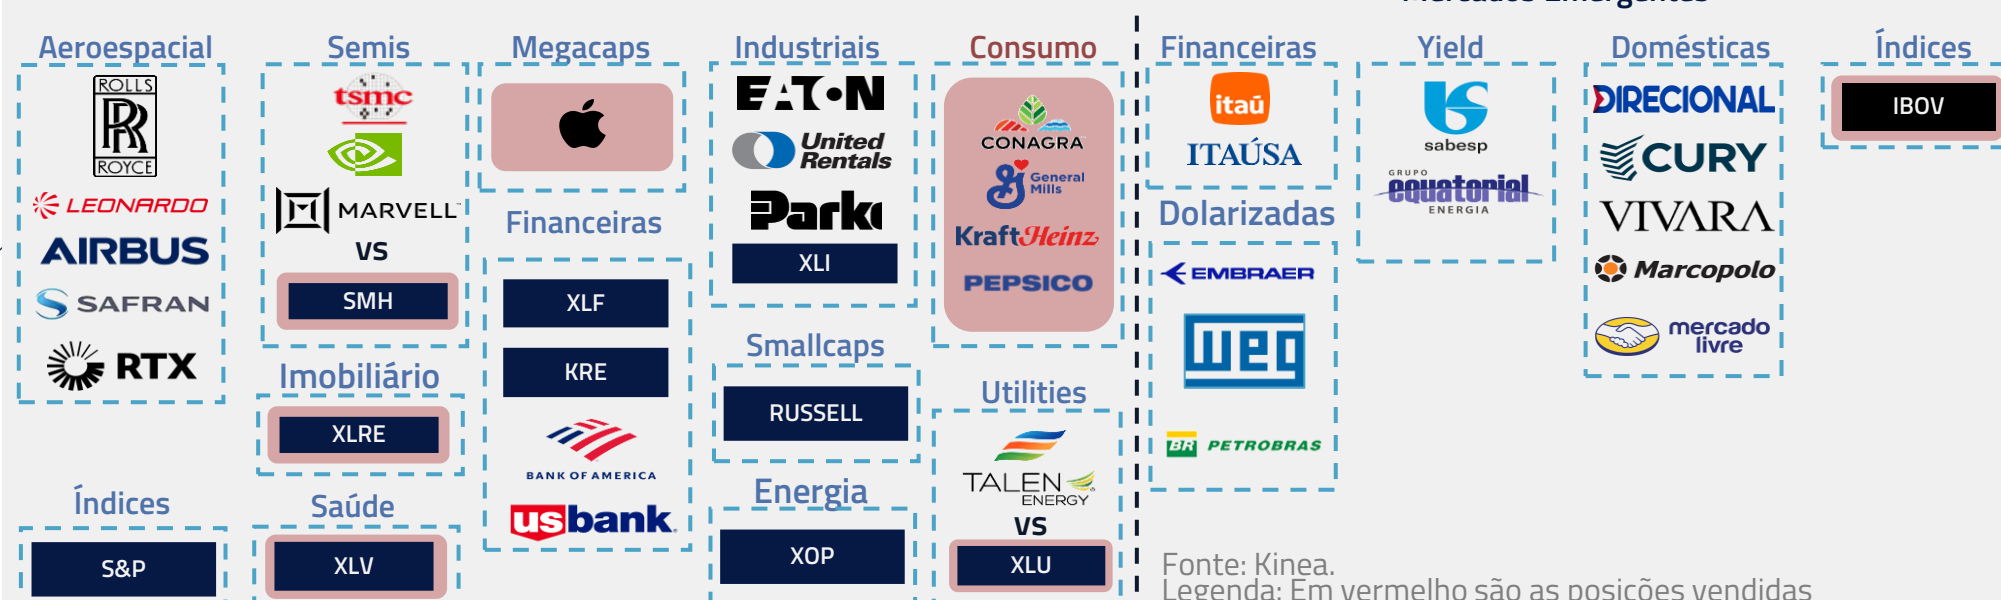 Mercados Emergentes
Aeroespacial
ROLLS
RR
ROYCE
LEONARDO
AIRBUS
SAFRAN
RTX
Índices
S&P
Semis
tsmc
MARVELL
VS
SMH
Imobiliário
XLRE
Saúde
XLV
Megacaps
Financeiras
XLF
KRE
BANK OF AMERICA
usbank.
Industriais
EATON
United
Rentals
Parke
XLI
Smallcaps
RUSSELL
Energia
XOP
Consumo
CONAGRA
General
Mills
KraftHeinz
PEPSICO
Utilities
TALEN
ENERGY
VS
XLU
Financeiras
itaú
ITAÚSA
Dolarizadas
EMBRAER
weg
BR PETROBRAS
Yield
sabesp
GRUPO
equatorial
ENERGIA
Domésticas
DIRECIONAL
CURY
VIVARA
Marcopolo
mercado
livre
Índices
IBOV
Fonte: Kinea.
Legenda: Em vermelho são as posições vendidas